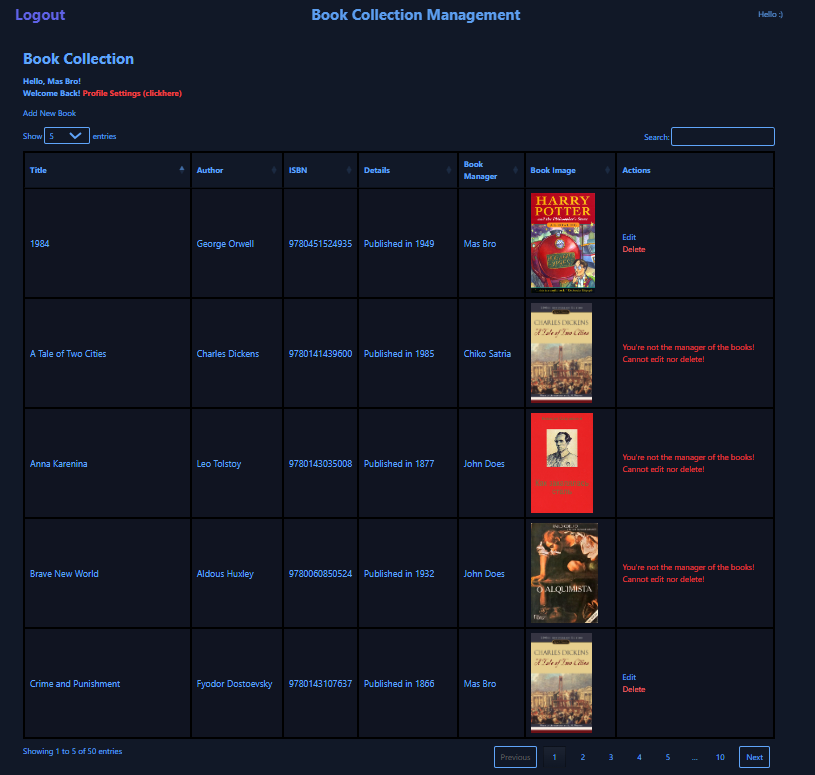 Logout
Book Collection Management
Hello :)
Book Collection
Hello, Mas Bro!
Welcome Back! Profile Settings (clickhere)
Add New Book
Show 5 entries
Search:
Title Author ISBN Details Book Manager Book Image Actions
1984 George Orwell 9780451524935 Published in 1949 Mas Bro
HARRY
POTTER
and the Philosopher's Stone
Edit
Delete
A Tale of Two Cities Charles Dickens 9780141439600 Published in 1985 Chiko Satria
CHARLES DICKENS
A Tale of Two Cities
You're not the manager of the books!
Cannot edit nor delete!
Anna Karenina Leo Tolstoy 9780143035008 Published in 1877 John Does
You're not the manager of the books!
Cannot edit nor delete!
Brave New World Aldous Huxley 9780060850524 Published in 1932 John Does
O ALQUIMISTA
You're not the manager of the books!
Cannot edit nor delete!
Crime and Punishment Fyodor Dostoevsky 9780143107637 Published in 1866 Mas Bro
CHARLES DICKENS
A Tale of Two Cities
Edit
Delete
Showing 1 to 5 of 50 entries
Previous 1 2 3 4 5 ... 10 Next